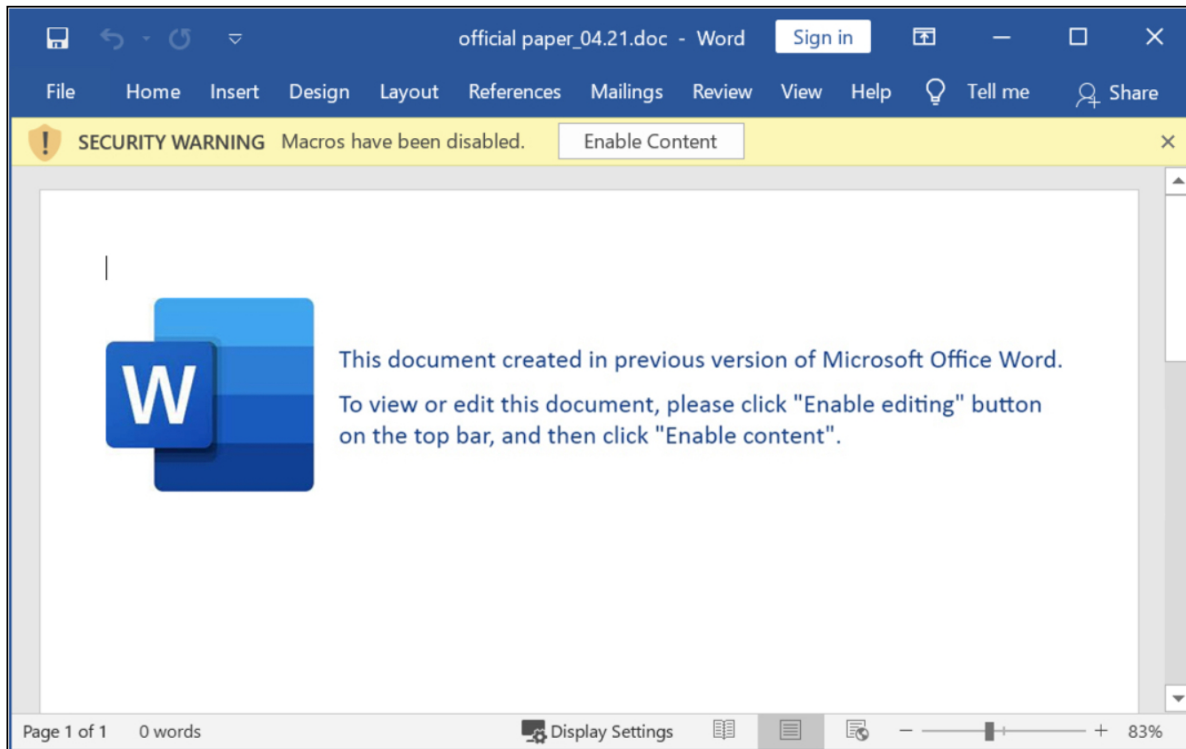 official paper_04.21.doc - Word
Sign in
File Home Insert Design Layout References Mailings Review View Help Tell me Share
SECURITY WARNING Macros have been disabled. Enable Content
W
This document created in previous version of Microsoft Office Word.
To view or edit this document, please click "Enable editing" button
on the top bar, and then click "Enable content".
Page 1 of 1 0 words Display Settings 83%